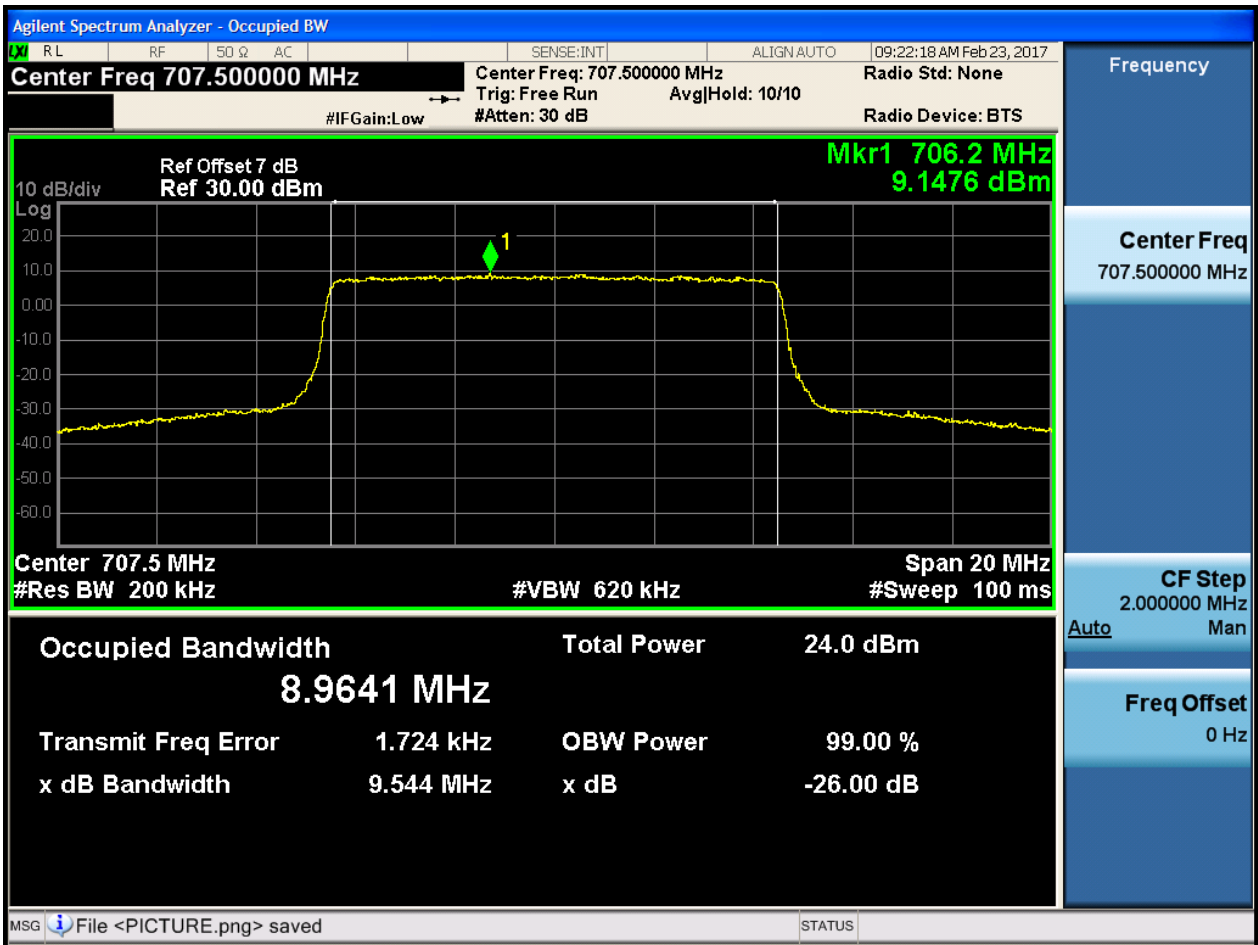 Agilent Spectrum Analyzer - Occupied BW
LXI RL RF 50 Ω AC SENSE:INT ALIGN AUTO 09:22:18 AM Feb 23, 2017
Center Freq 707.500000 MHz
#IFGain:Low
Center Freq: 707.500000 MHz
Trig: Free Run Avg|Hold: 10/10
#Atten: 30 dB
Radio Std: None
Radio Device: BTS
Frequency
Mkr1 706.2 MHz
9.1476 dBm
Ref Offset 7 dB
10 dB/div Ref 30.00 dBm
Log
20.0
10.0
0.00
-10.0
-20.0
-30.0
-40.0
-50.0
-60.0
1
Center 707.5 MHz Span 20 MHz
#Res BW 200 kHz #VBW 620 kHz #Sweep 100 ms
Occupied Bandwidth
8.9641 MHz
Total Power 24.0 dBm
Transmit Freq Error 1.724 kHz OBW Power 99.00 %
x dB Bandwidth 9.544 MHz x dB -26.00 dB
Center Freq
707.500000 MHz
CF Step
2.000000 MHz
Auto Man
Freq Offset
0 Hz
MSG File <PICTURE.png> saved STATUS